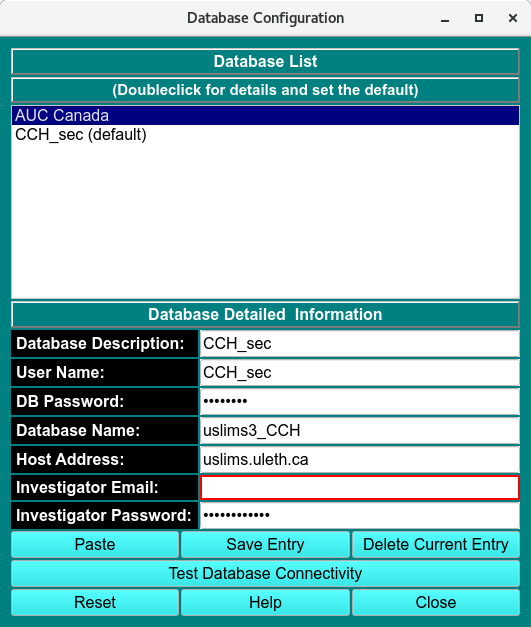 Database Configuration
Database List
(Doubleclick for details and set the default)
AUC Canada
CCH_sec (default)
Database Detailed  Information
Database Description: CCH_sec
User Name: CCH_sec
DB Password: ••••••••
Database Name: uslims3_CCH
Host Address: uslims.uleth.ca
Investigator Email:
Investigator Password: ••••••••••••
Paste Save Entry Delete Current Entry
Test Database Connectivity
Reset Help Close